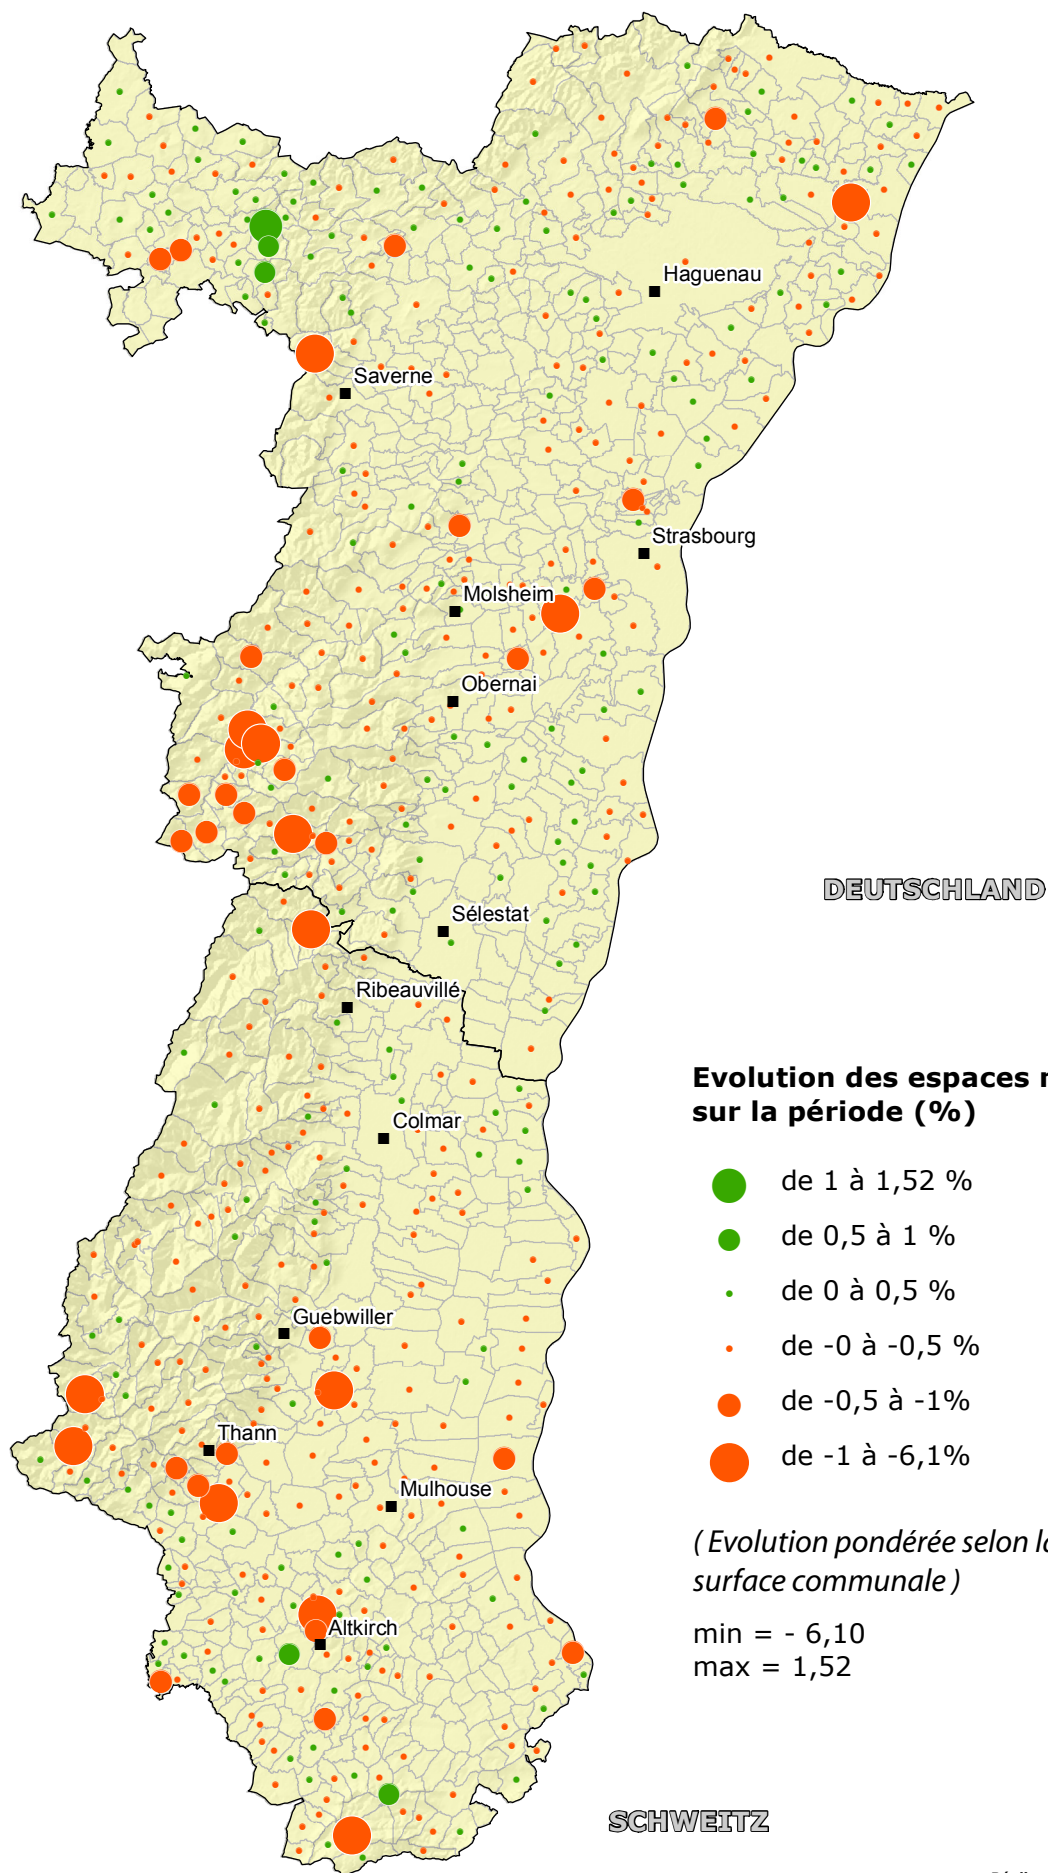 Haguenau
Saverne
Strasbourg
Molsheim
Obernai
DEUTSCHLAND
Sélestat
Ribeauvillé
Evolution des espaces
sur la période (%)
Colmar
de 1 à 1,52 %
de 0,5 à 1 %
de 0 à 0,5 %
Guebwiller
de -0 à -0,5 %
de -0,5 à -1%
Thann
de -1 à -6,1%
Mulhouse
( Evolution pondérée selon la
surface communale )
Altkirch
min = - 6,10
max = 1,52
SCHWEITZ